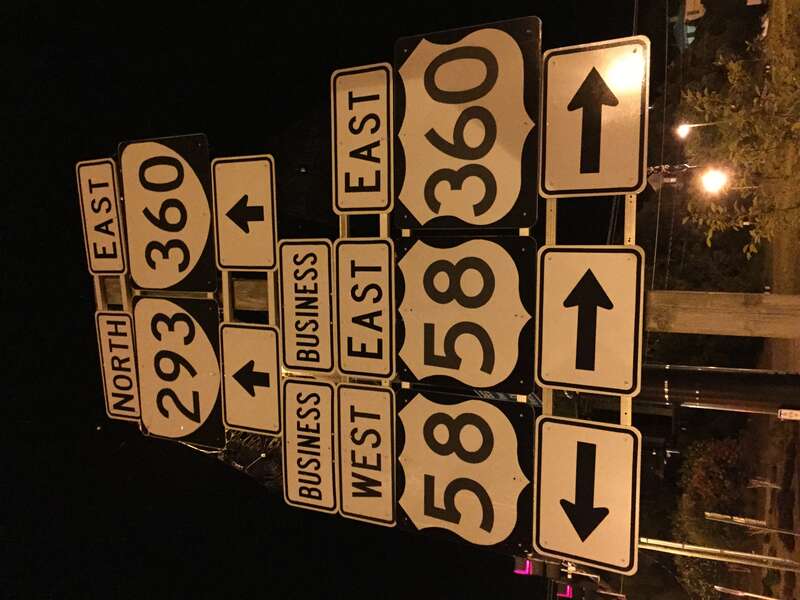 NORTH EAST
293 360
BUSINESS BUSINESS
WEST EAST EAST
58 58 360